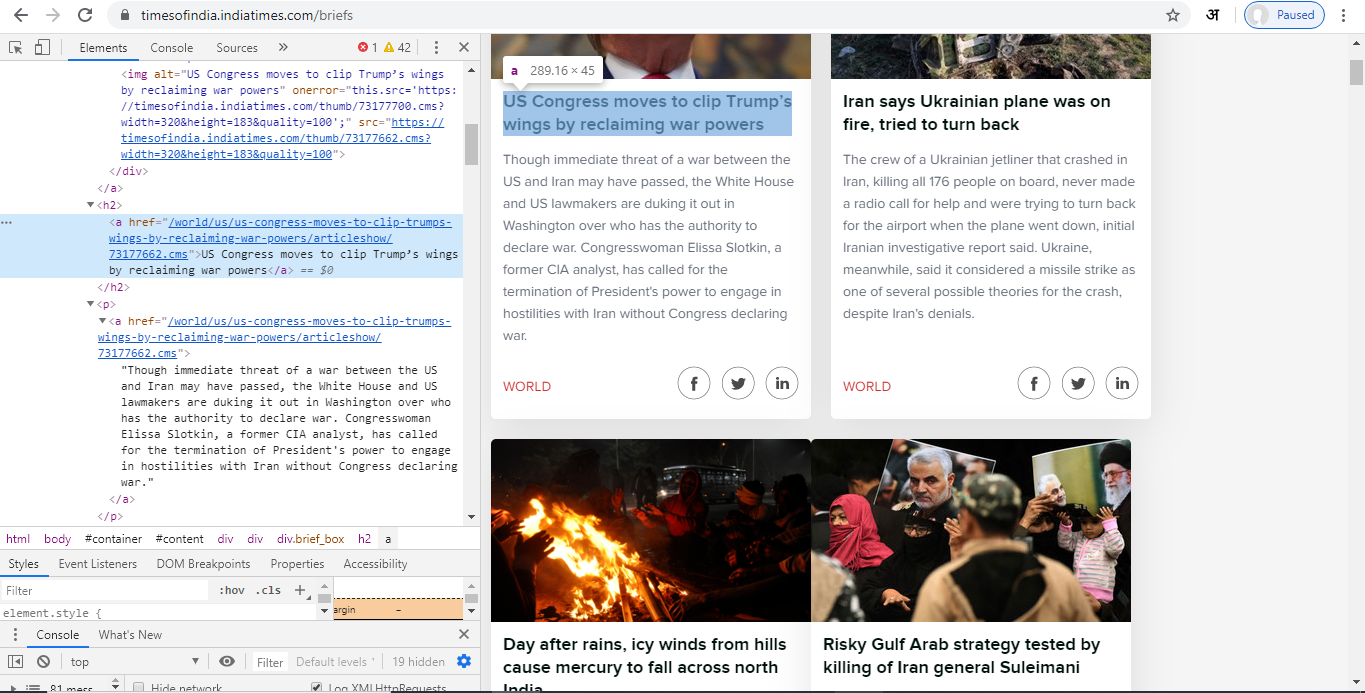 timesofindia.indiatimes.com/briefs
अ
Paused
Elements Console Sources » 1 42
<img alt="US Congress moves to clip Trump’s wings
by reclaiming war powers" onerror="this.src='https:
//timesofindia.indiatimes.com/thumb/73177700.cms?
width=320&height=183&quality=100';" src="https://
timesofindia.indiatimes.com/thumb/73177662.cms?
width=320&height=183&quality=100">
</div>
</a>
▼<h2>
<a href="/world/us/us-congress-moves-to-clip-trumps-
wings-by-reclaiming-war-powers/articleshow/
73177662.cms">US Congress moves to clip Trump’s wings
by reclaiming war powers</a> == $0
</h2>
▼<p>
▼<a href="/world/us/us-congress-moves-to-clip-trumps-
wings-by-reclaiming-war-powers/articleshow/
73177662.cms">
"Though immediate threat of a war between the US
and Iran may have passed, the White House and US
lawmakers are duking it out in Washington over who
has the authority to declare war. Congresswoman
Elissa Slotkin, a former CIA analyst, has called
for the termination of President's power to engage
in hostilities with Iran without Congress declaring
war."
</a>
</p>
html body #container #content div div div.brief_box h2 a
Styles Event Listeners DOM Breakpoints Properties Accessibility
Filter :hov .cls +
element.style {
argin –
Console What's New
top Filter Default levels 19 hidden
81 mess Hide network Log XMLHttpRequests
a 289.16 × 45
US Congress moves to clip Trump’s
wings by reclaiming war powers
Though immediate threat of a war between the
US and Iran may have passed, the White House
and US lawmakers are duking it out in
Washington over who has the authority to
declare war. Congresswoman Elissa Slotkin, a
former CIA analyst, has called for the
termination of President's power to engage in
hostilities with Iran without Congress declaring
war.
WORLD
Iran says Ukrainian plane was on
fire, tried to turn back
The crew of a Ukrainian jetliner that crashed in
Iran, killing all 176 people on board, never made
a radio call for help and were trying to turn back
for the airport when the plane went down, initial
Iranian investigative report said. Ukraine,
meanwhile, said it considered a missile strike as
one of several possible theories for the crash,
despite Iran's denials.
WORLD
Day after rains, icy winds from hills
cause mercury to fall across north
India
Risky Gulf Arab strategy tested by
killing of Iran general Suleimani